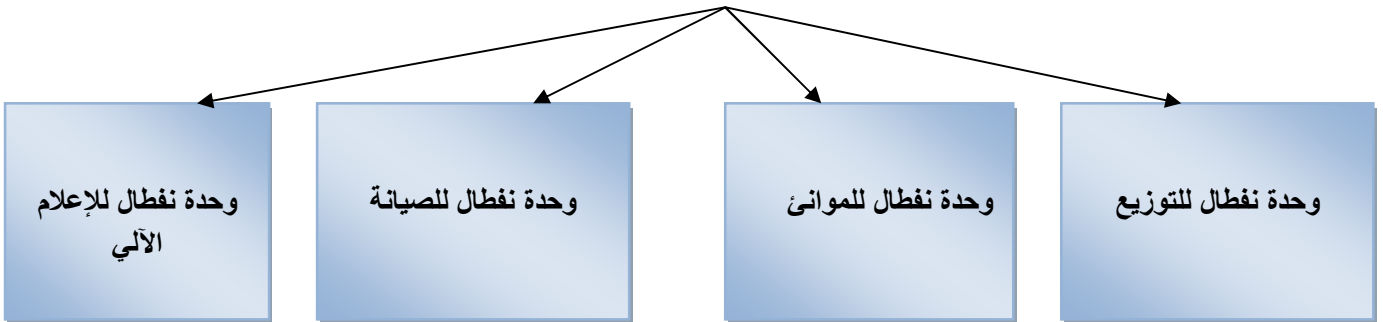 وحدة نفطال للتوزيع
وحدة نفطال للموانئ
وحدة نفطال للصيانة
وحدة نفطال للإعلام
الآلي